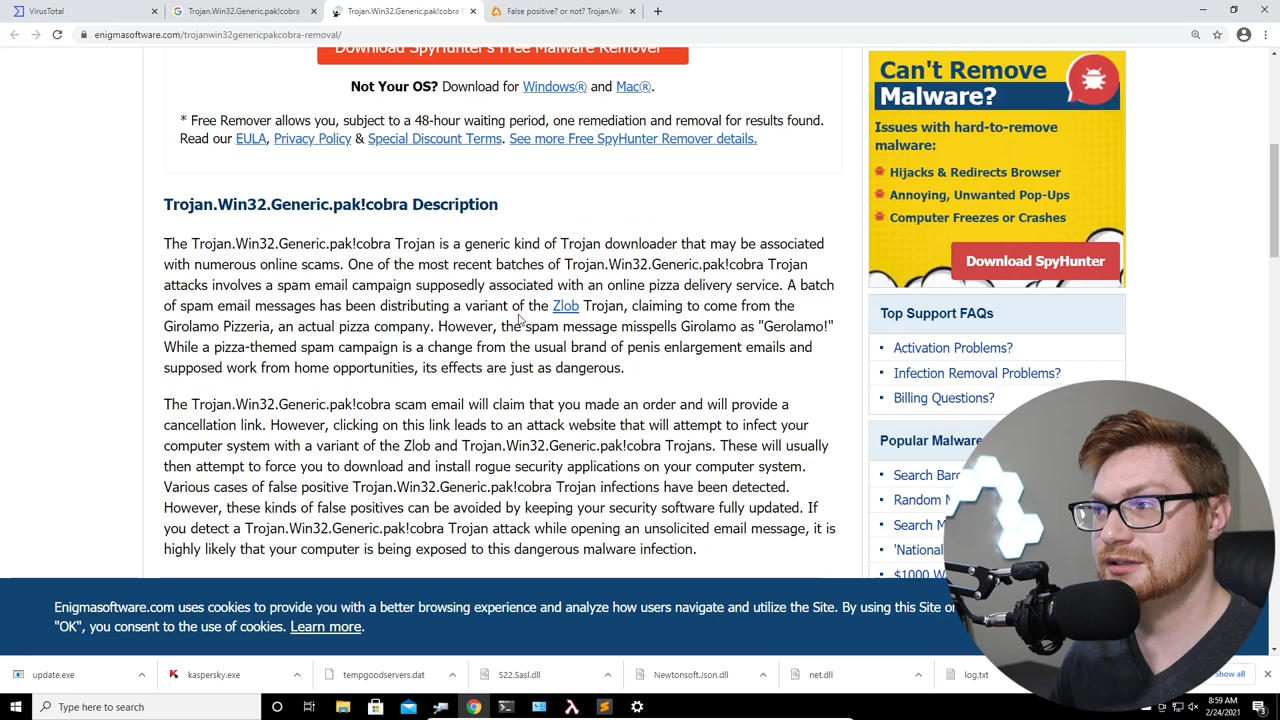 VirusTotal
Trojan.Win32.Generic.pak!cobra
Trojan.Win32.Generic.pak!cobra
False positive? or not? Trojan.Win
enigmasoftware.com/trojanwin32genericpakcobra-removal/
Download SpyHunter's Free Malware Remover
Not Your OS? Download for Windows® and Mac®.
* Free Remover allows you, subject to a 48-hour waiting period, one remediation and removal for results found.
Read our EULA, Privacy Policy & Special Discount Terms. See more Free SpyHunter Remover details.
Trojan.Win32.Generic.pak!cobra Description
The Trojan.Win32.Generic.pak!cobra Trojan is a generic kind of Trojan downloader that may be associated
with numerous online scams. One of the most recent batches of Trojan.Win32.Generic.pak!cobra Trojan
attacks involves a spam email campaign supposedly associated with an online pizza delivery service. A batch
of spam email messages has been distributing a variant of the Zlob Trojan, claiming to come from the
Girolamo Pizzeria, an actual pizza company. However, the spam message misspells Girolamo as "Gerolamo!"
While a pizza-themed spam campaign is a change from the usual brand of penis enlargement emails and
supposed work from home opportunities, its effects are just as dangerous.
The Trojan.Win32.Generic.pak!cobra scam email will claim that you made an order and will provide a
cancellation link. However, clicking on this link leads to an attack website that will attempt to infect your
computer system with a variant of the Zlob and Trojan.Win32.Generic.pak!cobra Trojans. These will usually
then attempt to force you to download and install rogue security applications on your computer system.
Various cases of false positive Trojan.Win32.Generic.pak!cobra Trojan infections have been detected.
However, these kinds of false positives can be avoided by keeping your security software fully updated. If
you detect a Trojan.Win32.Generic.pak!cobra Trojan attack while opening an unsolicited email message, it is
highly likely that your computer is being exposed to this dangerous malware infection.
Can't Remove
Malware?
Issues with hard-to-remove
malware:
Hijacks & Redirects Browser
Annoying, Unwanted Pop-Ups
Computer Freezes or Crashes
Download SpyHunter
Top Support FAQs
Activation Problems?
Infection Removal Problems?
Billing Questions?
Popular Malware
Search Bar
Random
Search
'National
$1000 W
Enigmasoftware.com uses cookies to provide you with a better browsing experience and analyze how users navigate and utilize the Site. By using this Site or
"OK", you consent to the use of cookies. Learn more.
update.exe
kaspersky.exe
tempgoodservers.dat
S22.Sasl.dll
Newtonsoft.Json.dll
net.dll
log.txt
Show all
Type here to search
8:59 AM
2/24/2021